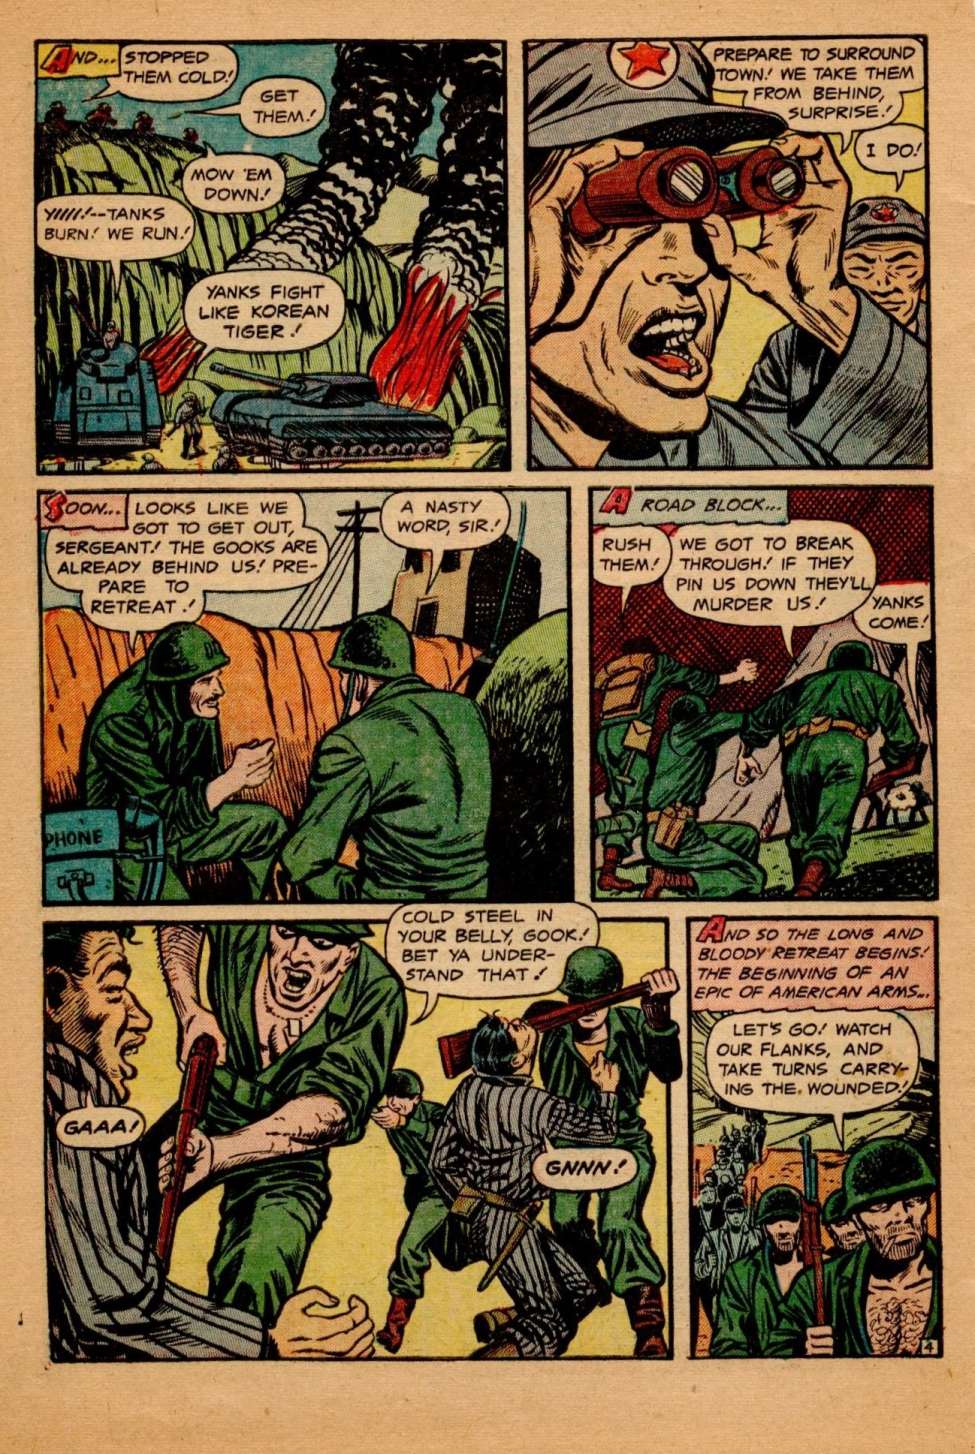 AND... STOPPED
THEM COLD!
GET
THEM!
MOW 'EM
DOWN!
YIIII!--TANKS
BURN! WE RUN!
YANKS FIGHT
LIKE KOREAN
TIGER!
PREPARE TO SURROUND
TOWN! WE TAKE THEM
FROM BEHIND,
SURPRISE!
I DO!
SOON... LOOKS LIKE WE
GOT TO GET OUT,
SERGEANT! THE GOOKS ARE
ALREADY BEHIND US! PRE-
PARE TO
RETREAT!
A NASTY
WORD, SIR!
PHONE
A ROAD BLOCK...
RUSH
THEM!
WE GOT TO BREAK
THROUGH! IF THEY
PIN US DOWN THEY'LL
MURDER US!
YANKS
COME!
COLD STEEL IN
YOUR BELLY, GOOK!
BET YA UNDER-
STAND THAT!
GAAA!
GNNN!
AND SO THE LONG AND
BLOODY RETREAT BEGINS!
THE BEGINNING OF AN
EPIC OF AMERICAN ARMS...
LET'S GO! WATCH
OUR FLANKS, AND
TAKE TURNS CARRY-
ING THE WOUNDED!
4